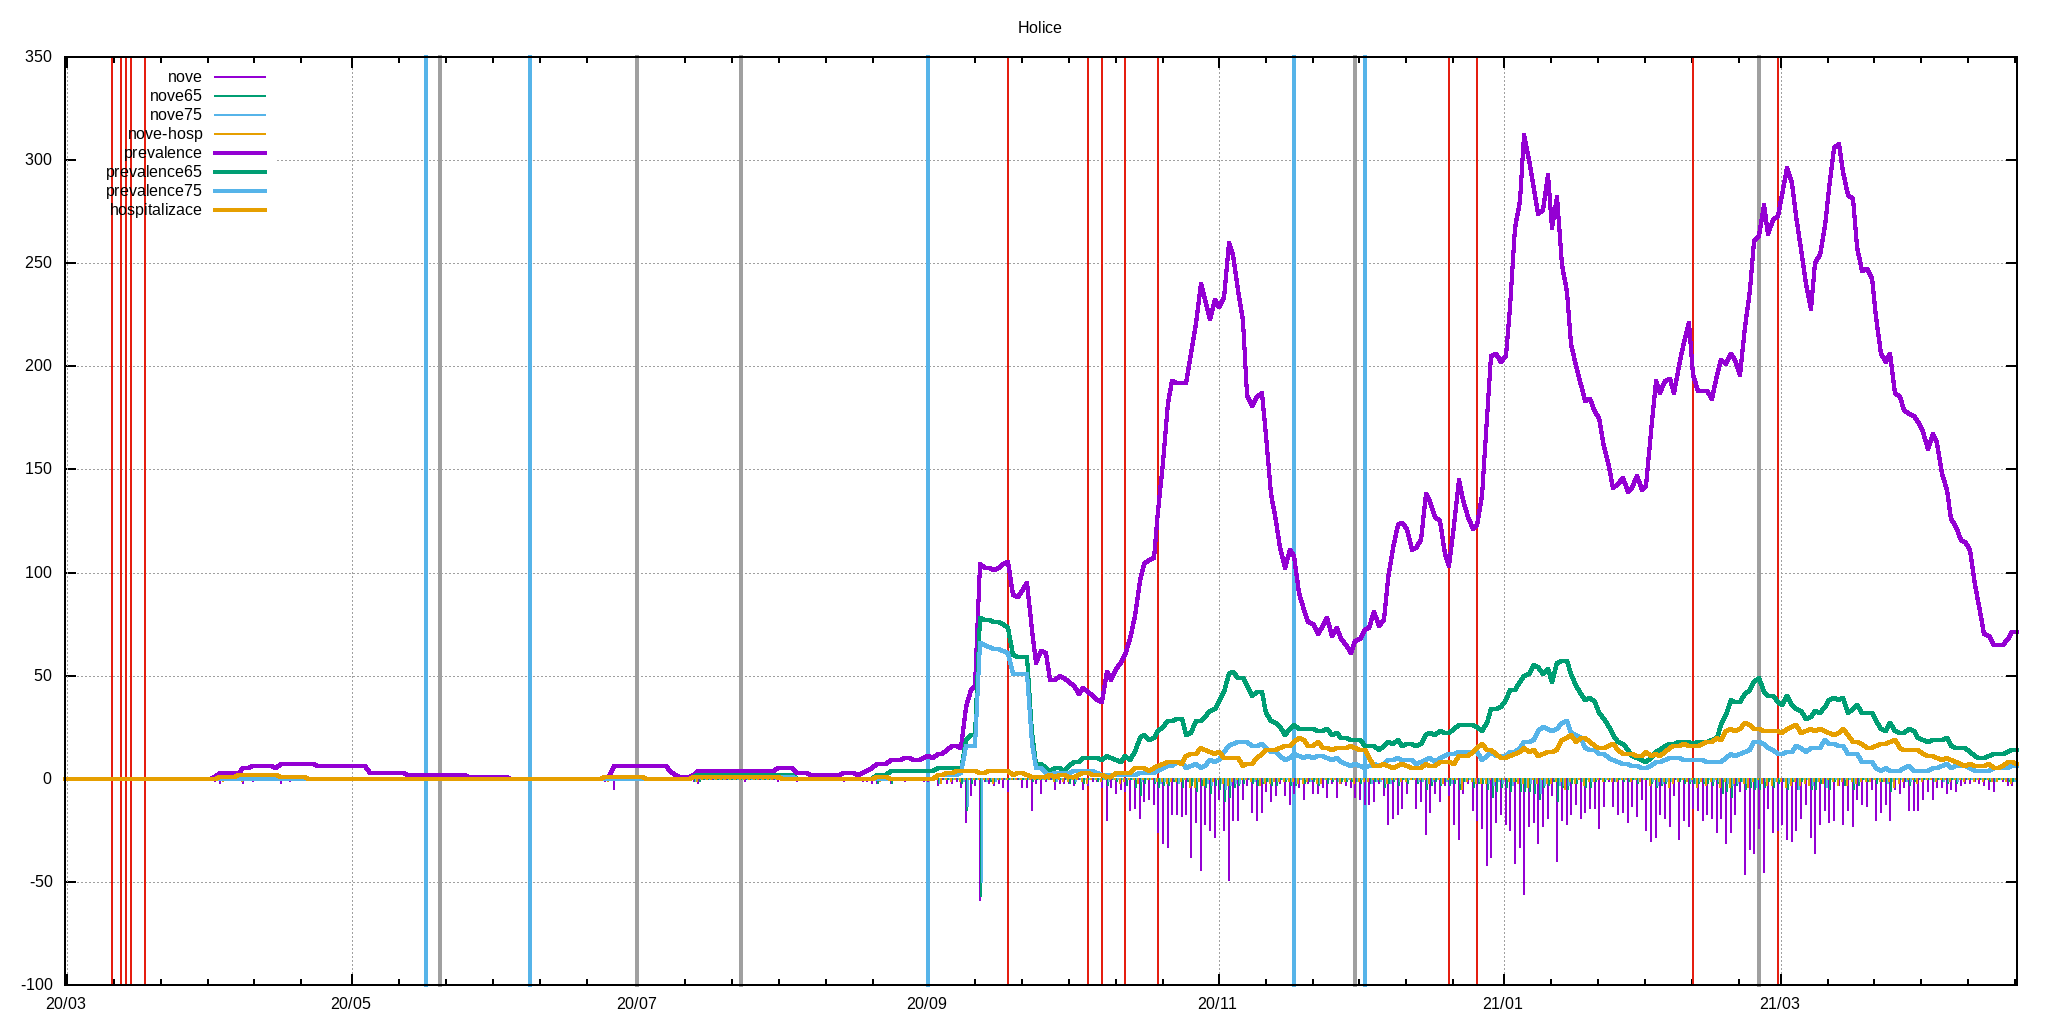 Holice
350
nove
nove65
nove75
nove-hosp
prevalence
prevalence65
prevalence75
hospitalizace
300
250
200
150
100
50
0
-50
-100
20/03 20/05 20/07 20/09 20/11 21/01 21/03